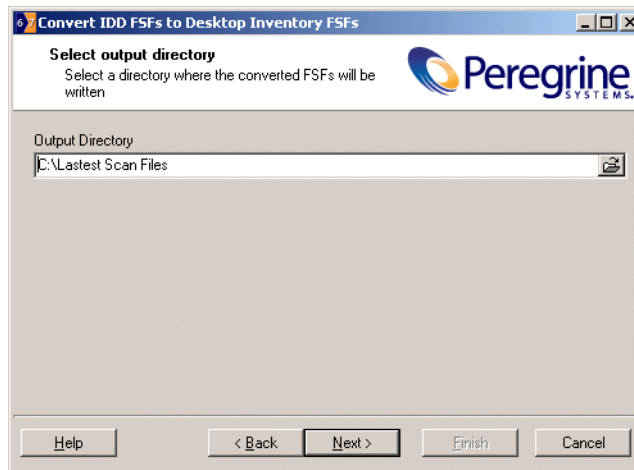 Convert IDD FSFs to Desktop Inventory FSFs
Select output directory
Select a directory where the converted FSFs will be
written
Peregrine
SYSTEMS
Output Directory
C:\Lastest Scan Files
Help
< Back
Next >
Finish
Cancel